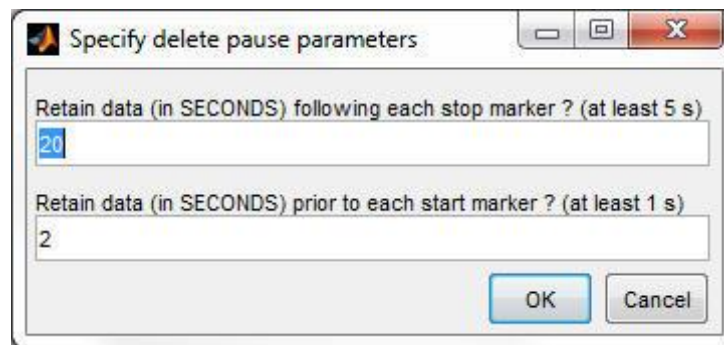 Specify delete pause parameters
Retain data (in SECONDS) following each stop marker ? (at least 5 s)
20
Retain data (in SECONDS) prior to each start marker ? (at least 1 s)
2
OK Cancel